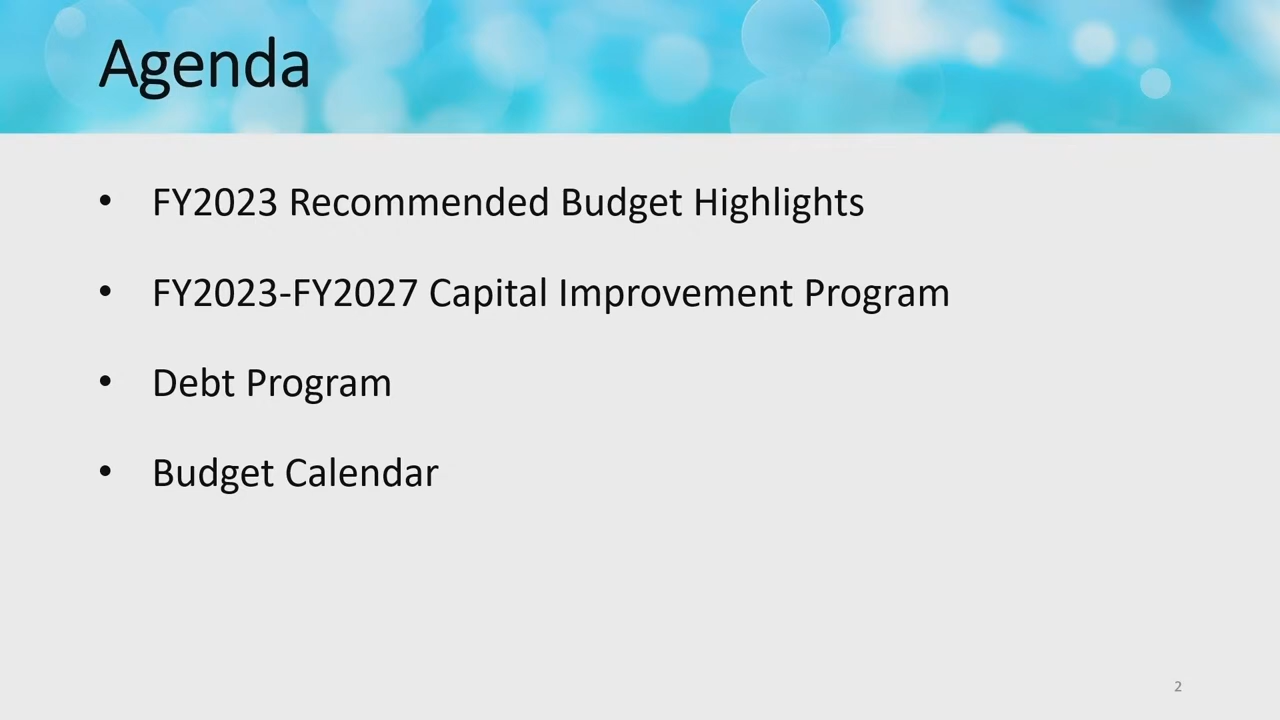 Agenda
• FY2023 Recommended Budget Highlights
• FY2023-FY2027 Capital Improvement Program
• Debt Program
• Budget Calendar
2